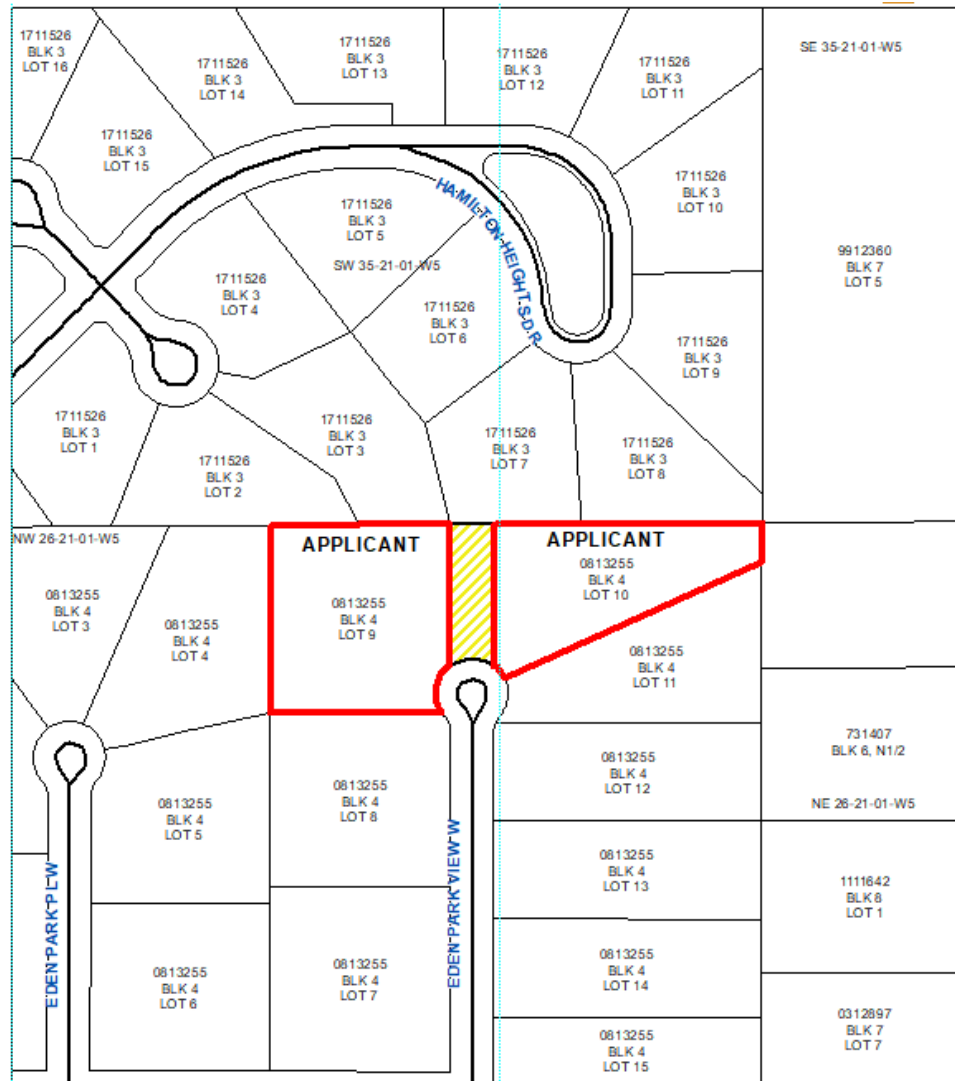 1711526
BLK 3
LOT 16
1711526
BLK 3
LOT 14
1711526
BLK 3
LOT 13
1711526
BLK 3
LOT 12
1711526
BLK 3
LOT 11
SE 35-21-01-W5
1711526
BLK 3
LOT 15
1711526
BLK 3
LOT 10
1711526
BLK 3
LOT 5
HAMILTON HEIGHTS DR
SW 35-21-01-W5
9912360
BLK 7
LOT 5
1711526
BLK 3
LOT 4
1711526
BLK 3
LOT 6
1711526
BLK 3
LOT 9
1711526
BLK 3
LOT 1
1711526
BLK 3
LOT 3
1711526
BLK 3
LOT 7
1711526
BLK 3
LOT 8
1711526
BLK 3
LOT 2
NW 26-21-01-W5
APPLICANT
APPLICANT
0813255
BLK 4
LOT 10
0813255
BLK 4
LOT 3
0813255
BLK 4
LOT 4
0813255
BLK 4
LOT 9
0813255
BLK 4
LOT 11
731407
BLK 6, N1/2
0813255
BLK 4
LOT 12
NE 26-21-01-W5
0813255
BLK 4
LOT 5
0813255
BLK 4
LOT 8
EDEN PARK PL W
EDEN PARK VIEW W
0813255
BLK 4
LOT 13
1111642
BLK 8
LOT 1
0813255
BLK 4
LOT 6
0813255
BLK 4
LOT 7
0813255
BLK 4
LOT 14
0312897
BLK 7
LOT 7
0813255
BLK 4
LOT 15